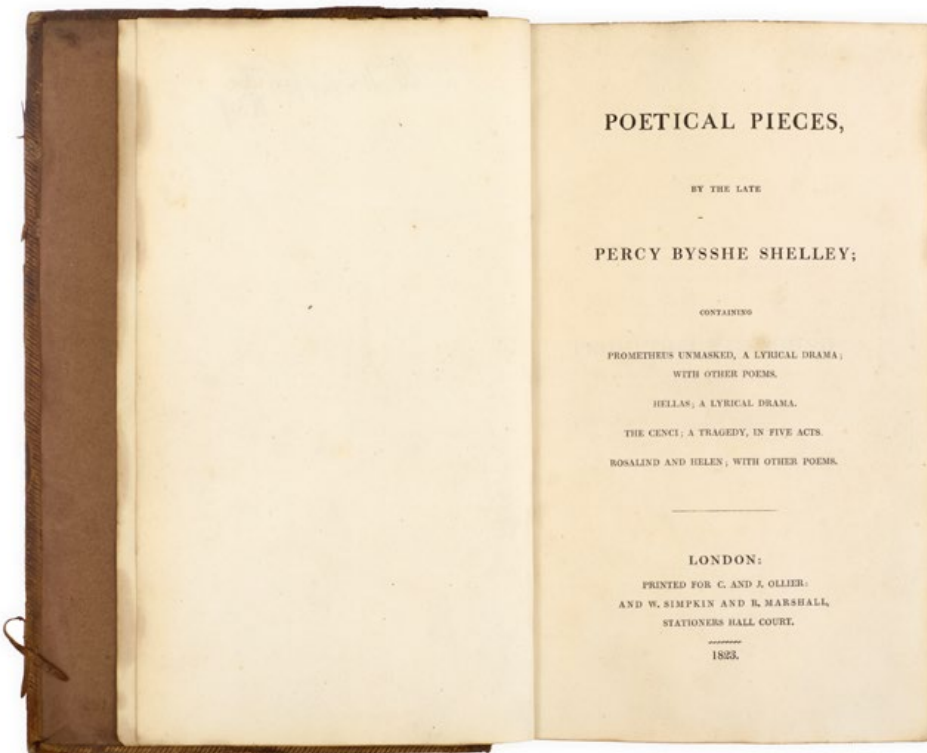 POETICAL PIECES,
BY THE LATE
PERCY BYSSHE SHELLEY;
CONTAINING
PROMETHEUS UNMASKED, A LYRICAL DRAMA;
WITH OTHER POEMS.
HELLAS; A LYRICAL DRAMA.
THE CENCI; A TRAGEDY, IN FIVE ACTS.
ROSALIND AND HELEN; WITH OTHER POEMS.
LONDON:
PRINTED FOR C. AND J. OLLIER:
AND W. SIMPKIN AND R. MARSHALL,
STATIONERS HALL COURT.
1823.